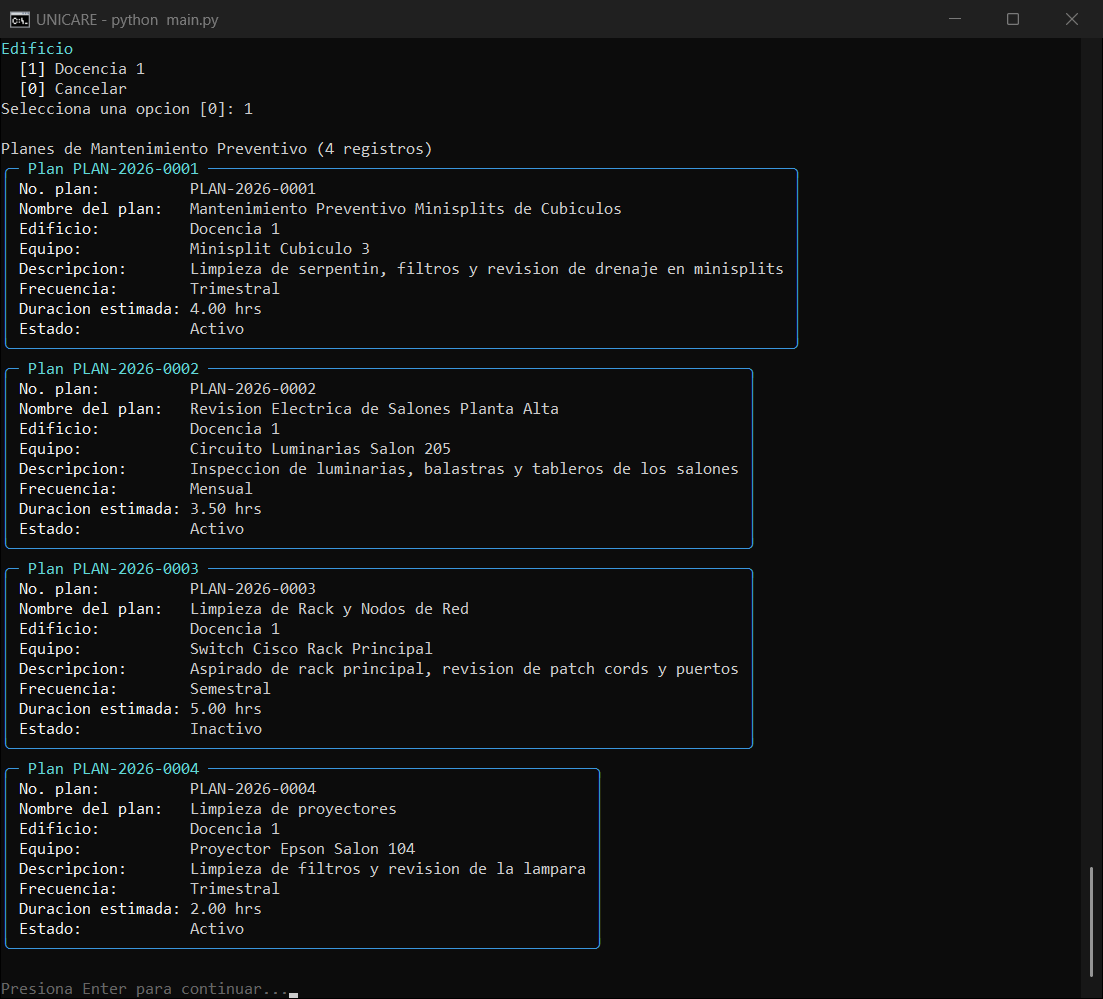 UNICARE - python  main.py
Edificio
  [1] Docencia 1
  [0] Cancelar
Selecciona una opcion [0]: 1
Planes de Mantenimiento Preventivo (4 registros)
Plan PLAN-2026-0001
No. plan:          PLAN-2026-0001
Nombre del plan:   Mantenimiento Preventivo Minisplits de Cubiculos
Edificio:          Docencia 1
Equipo:            Minisplit Cubiculo 3
Descripcion:       Limpieza de serpentin, filtros y revision de drenaje en minisplits
Frecuencia:        Trimestral
Duracion estimada: 4.00 hrs
Estado:            Activo
Plan PLAN-2026-0002
No. plan:          PLAN-2026-0002
Nombre del plan:   Revision Electrica de Salones Planta Alta
Edificio:          Docencia 1
Equipo:            Circuito Luminarias Salon 205
Descripcion:       Inspeccion de luminarias, balastras y tableros de los salones
Frecuencia:        Mensual
Duracion estimada: 3.50 hrs
Estado:            Activo
Plan PLAN-2026-0003
No. plan:          PLAN-2026-0003
Nombre del plan:   Limpieza de Rack y Nodos de Red
Edificio:          Docencia 1
Equipo:            Switch Cisco Rack Principal
Descripcion:       Aspirado de rack principal, revision de patch cords y puertos
Frecuencia:        Semestral
Duracion estimada: 5.00 hrs
Estado:            Inactivo
Plan PLAN-2026-0004
No. plan:          PLAN-2026-0004
Nombre del plan:   Limpieza de proyectores
Edificio:          Docencia 1
Equipo:            Proyector Epson Salon 104
Descripcion:       Limpieza de filtros y revision de la lampara
Frecuencia:        Trimestral
Duracion estimada: 2.00 hrs
Estado:            Activo
Presiona Enter para continuar...